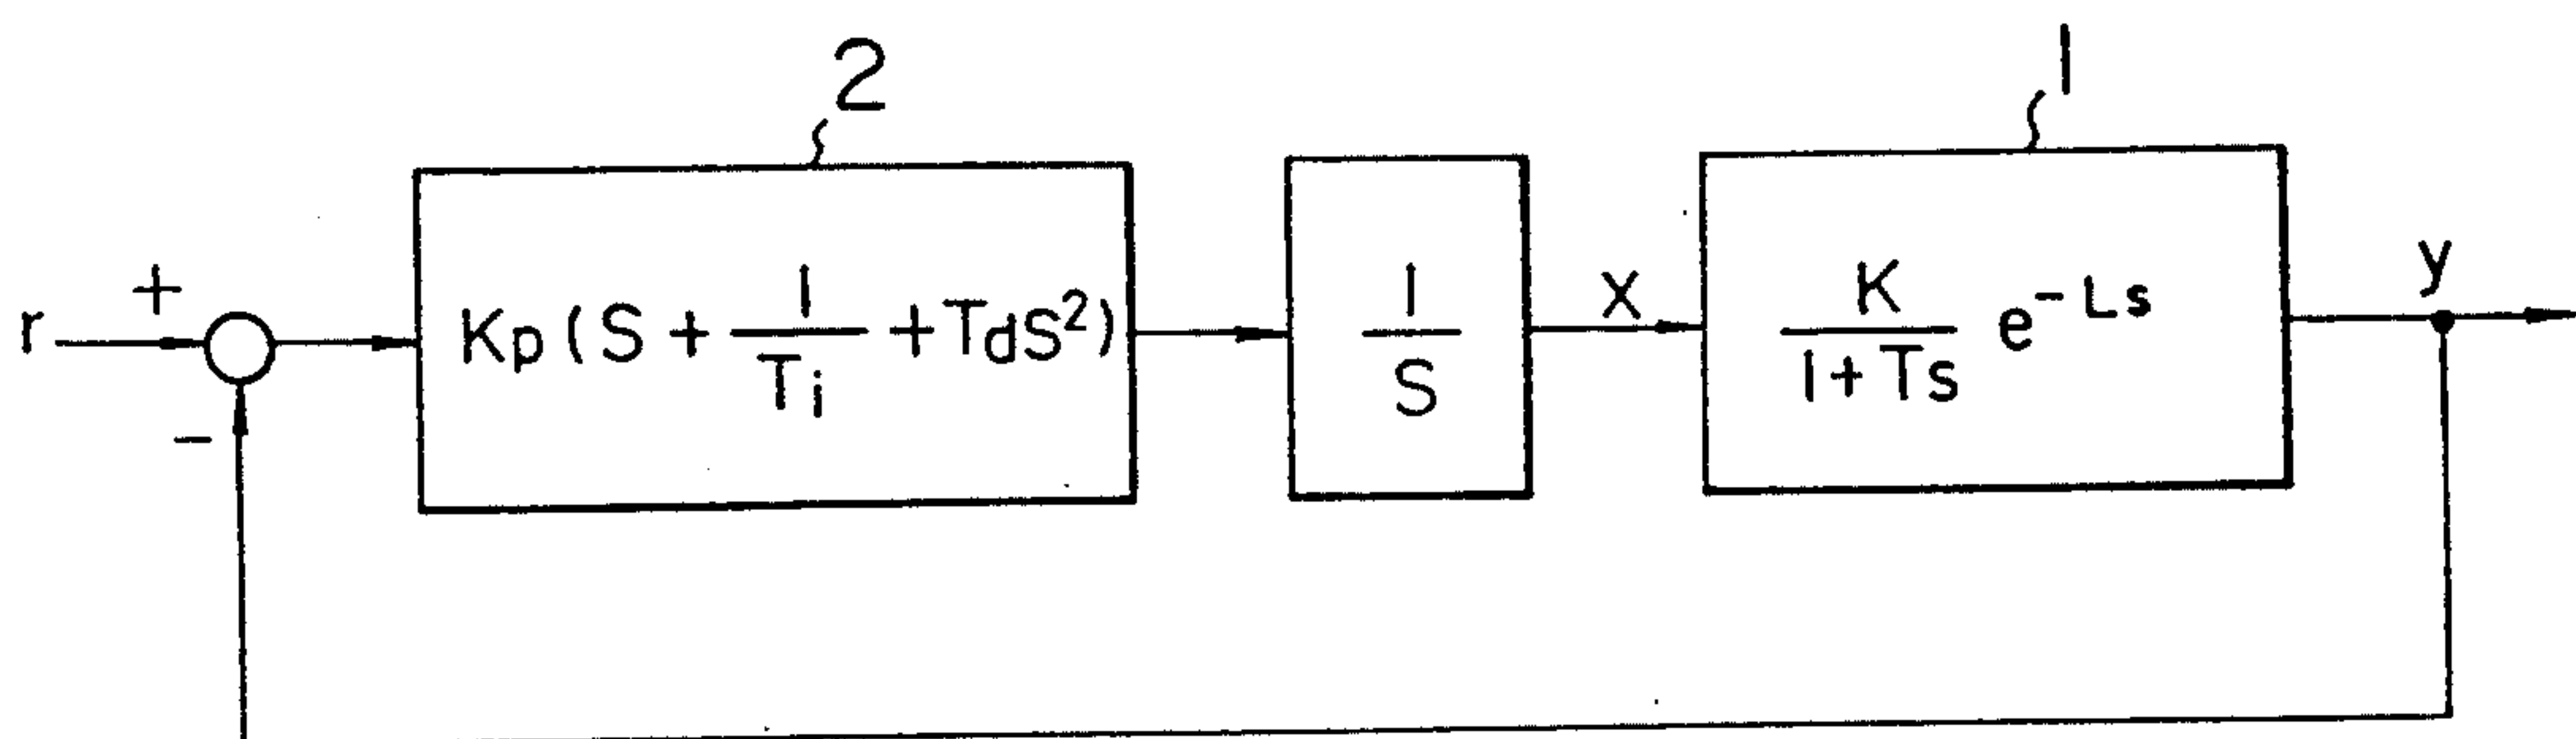 2
1
r
+
-
Kp (S + 1/Ti + TdS²)
1/S
X
K/(1+Ts) e^-Ls
y